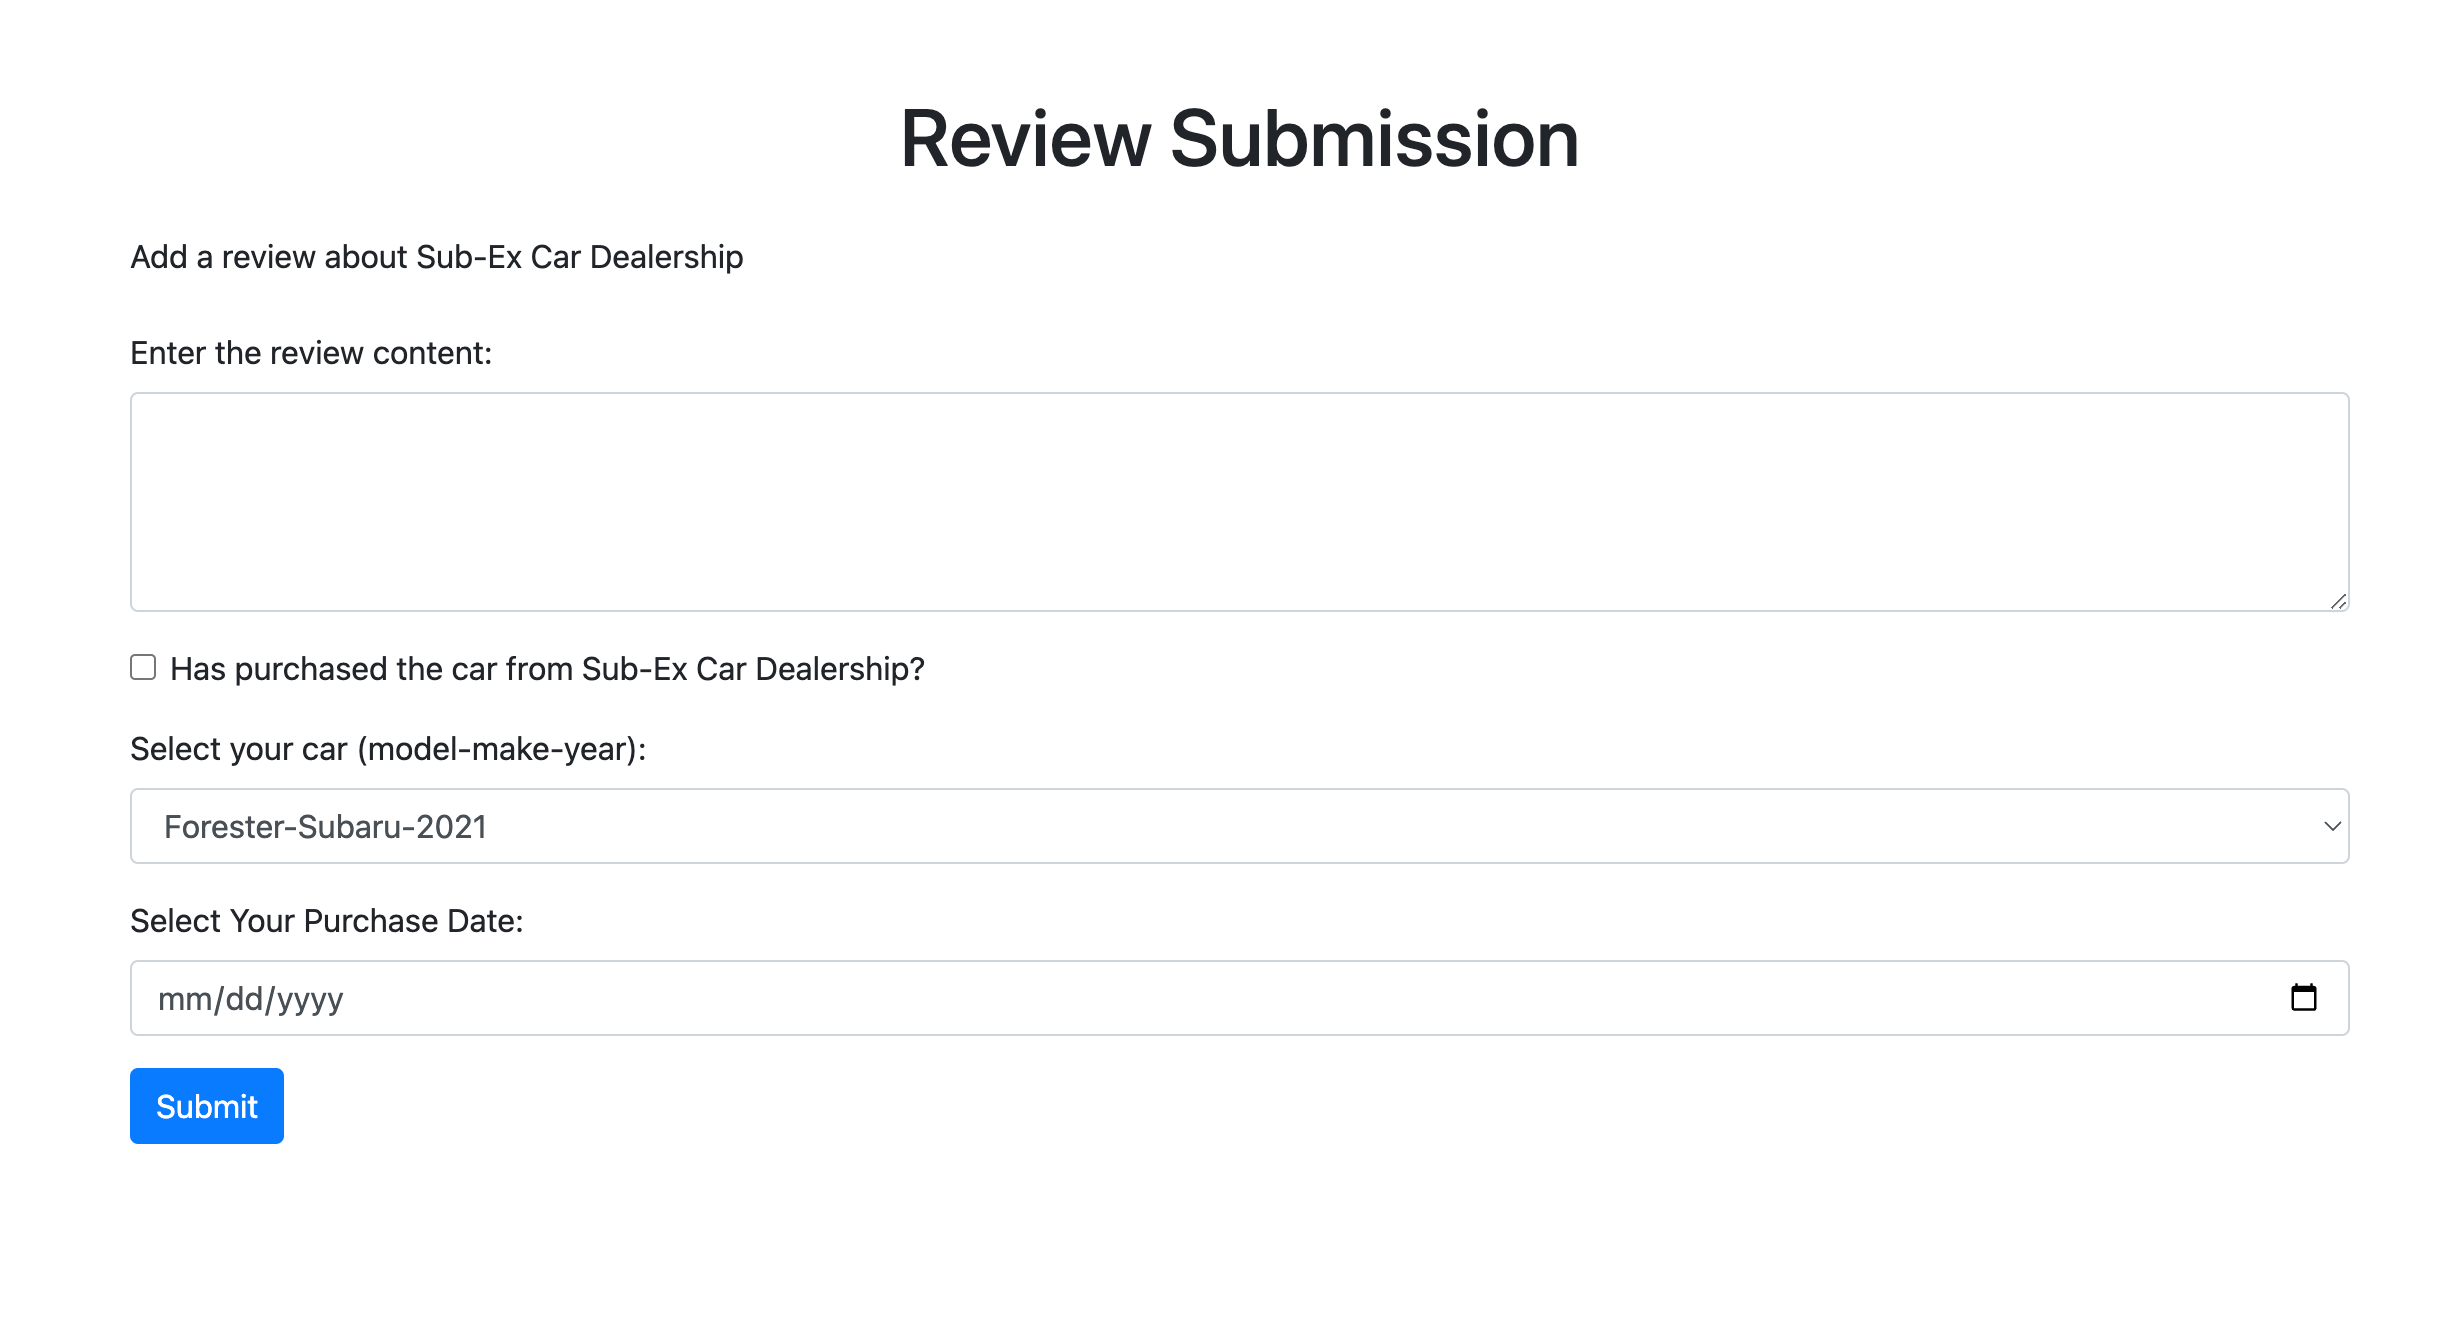 Review Submission
Add a review about Sub-Ex Car Dealership
Enter the review content:
Has purchased the car from Sub-Ex Car Dealership?
Select your car (model-make-year):
Forester-Subaru-2021
Select Your Purchase Date:
mm/dd/yyyy
Submit